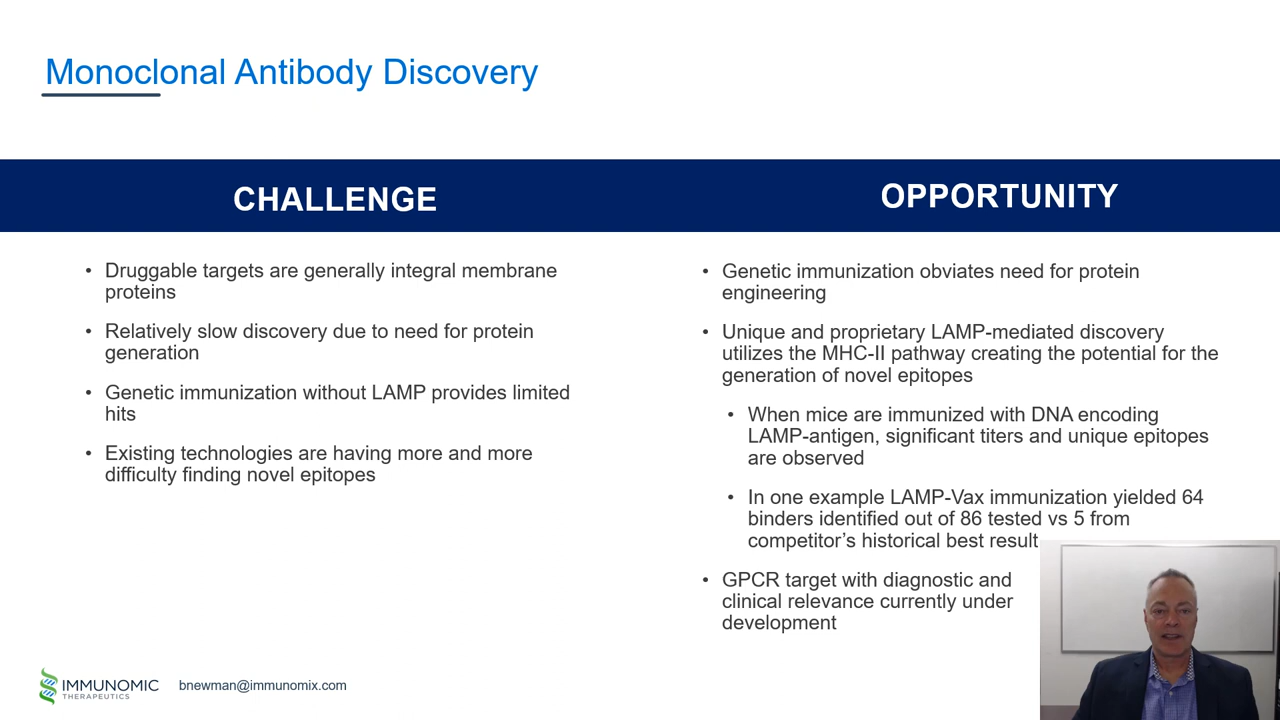 Monoclonal Antibody Discovery
CHALLENGE
• Druggable targets are generally integral membrane
proteins
• Relatively slow discovery due to need for protein
generation
• Genetic immunization without LAMP provides limited
hits
• Existing technologies are having more and more
difficulty finding novel epitopes
OPPORTUNITY
• Genetic immunization obviates need for protein
engineering
• Unique and proprietary LAMP-mediated discovery
utilizes the MHC-II pathway creating the potential for the
generation of novel epitopes
• When mice are immunized with DNA encoding
LAMP-antigen, significant titers and unique epitopes
are observed
• In one example LAMP-Vax immunization yielded 64
binders identified out of 86 tested vs 5 from
competitor’s historical best result
• GPCR target with diagnostic and
clinical relevance currently under
development
IMMUNOMIC
THERAPEUTICS
bnewman@immunomix.com